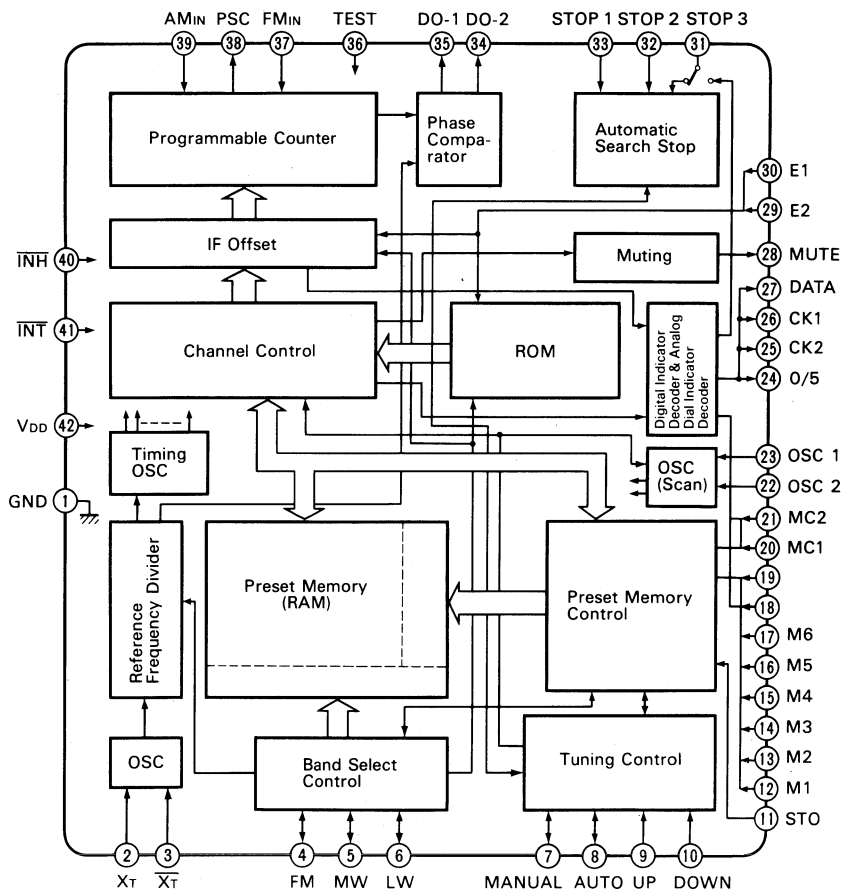 AMIN PSC FMIN TEST DO-1 DO-2 STOP 1 STOP 2 STOP 3
39 38 37 36 35 34 33 32 31
Programmable Counter
Phase
Compa-
rator
Automatic
Search Stop
30 E1
29 E2
IF Offset
Muting
28 MUTE
27 DATA
26 CK1
25 CK2
24 0/5
INH 40
INT 41
Channel Control
ROM
Digital Indicator
Decoder & Analog
Dial Indicator
Decoder
VDD 42
Timing
OSC
OSC
(Scan)
23 OSC 1
22 OSC 2
GND 1
21 MC2
20 MC1
19
18
17 M6
16 M5
15 M4
14 M3
13 M2
12 M1
11 STO
Reference
Frequency Divider
Preset Memory
(RAM)
Preset Memory
Control
OSC
Band Select
Control
Tuning Control
2 3 4 5 6 7 8 9 10
XT XT FM MW LW MANUAL AUTO UP DOWN